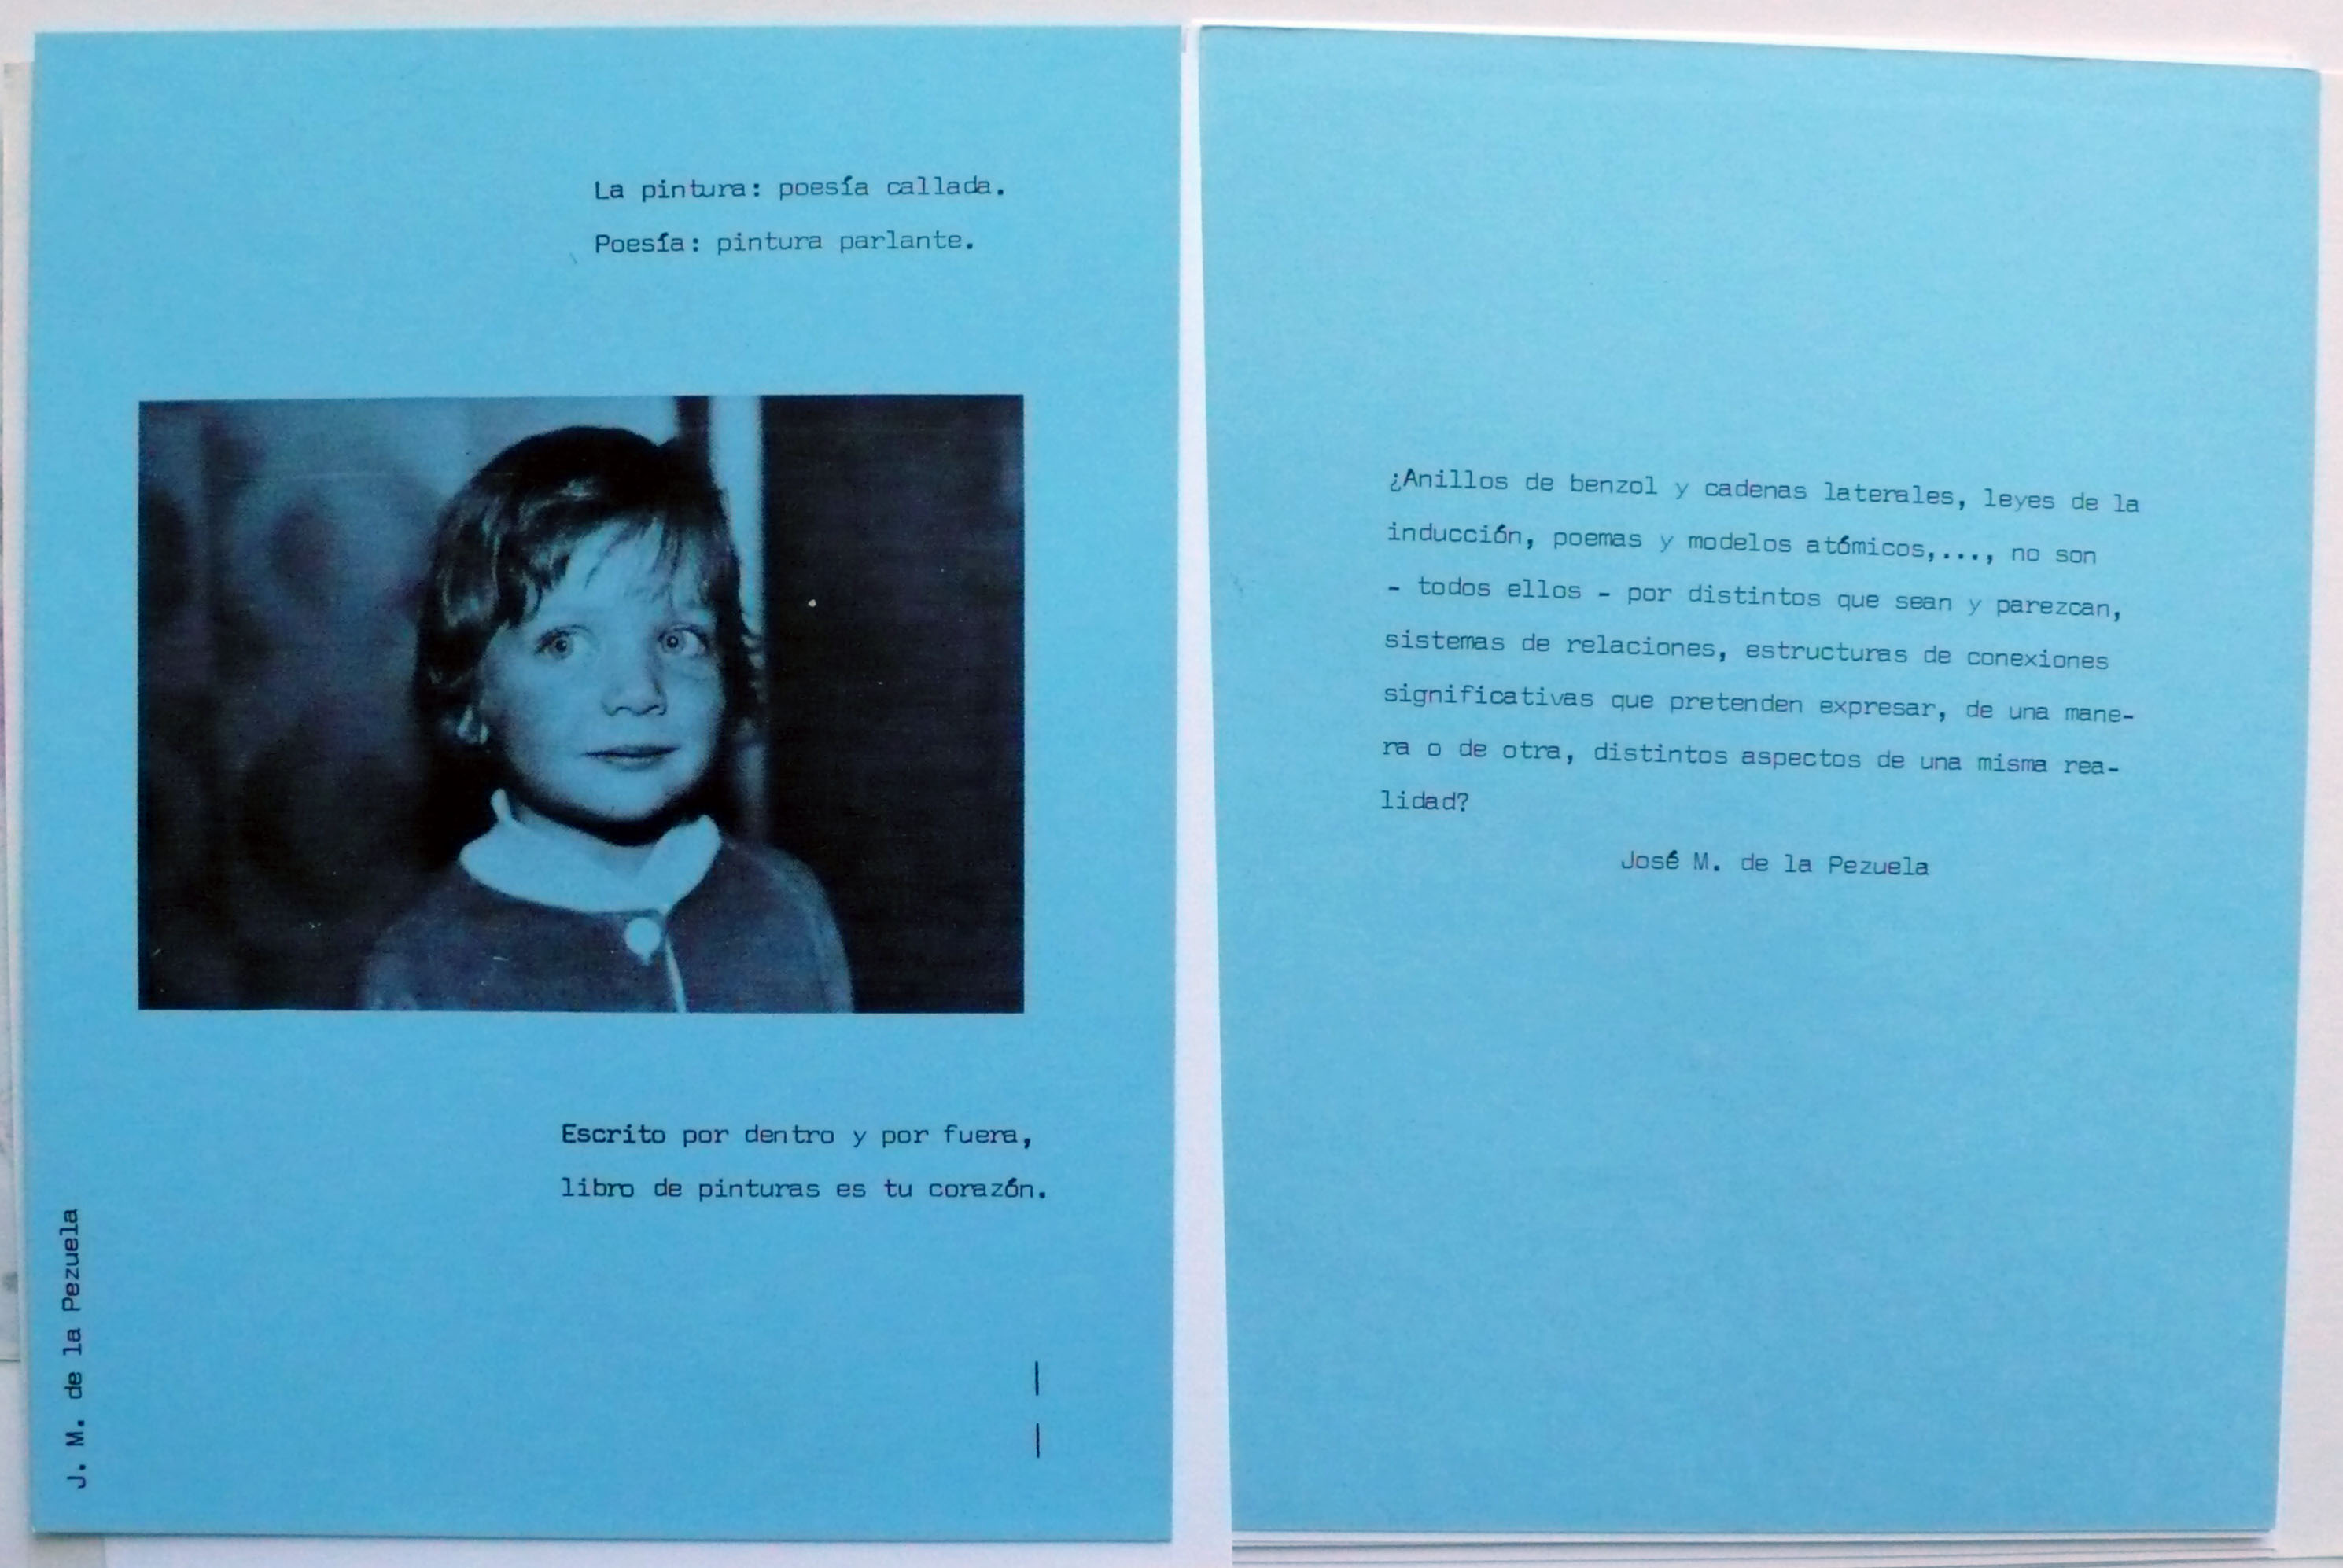 La pintura: poesía callada.
Poesía: pintura parlante.
Escrito por dentro y por fuera,
libro de pinturas es tu corazón.
J. M. de la Pezuela
¿Anillos de benzol y cadenas laterales, leyes de la
inducción, poemas y modelos atómicos,..., no son
- todos ellos - por distintos que sean y parezcan,
sistemas de relaciones, estructuras de conexiones
significativas que pretenden expresar, de una mane-
ra o de otra, distintos aspectos de una misma rea-
lidad?
José M. de la Pezuela